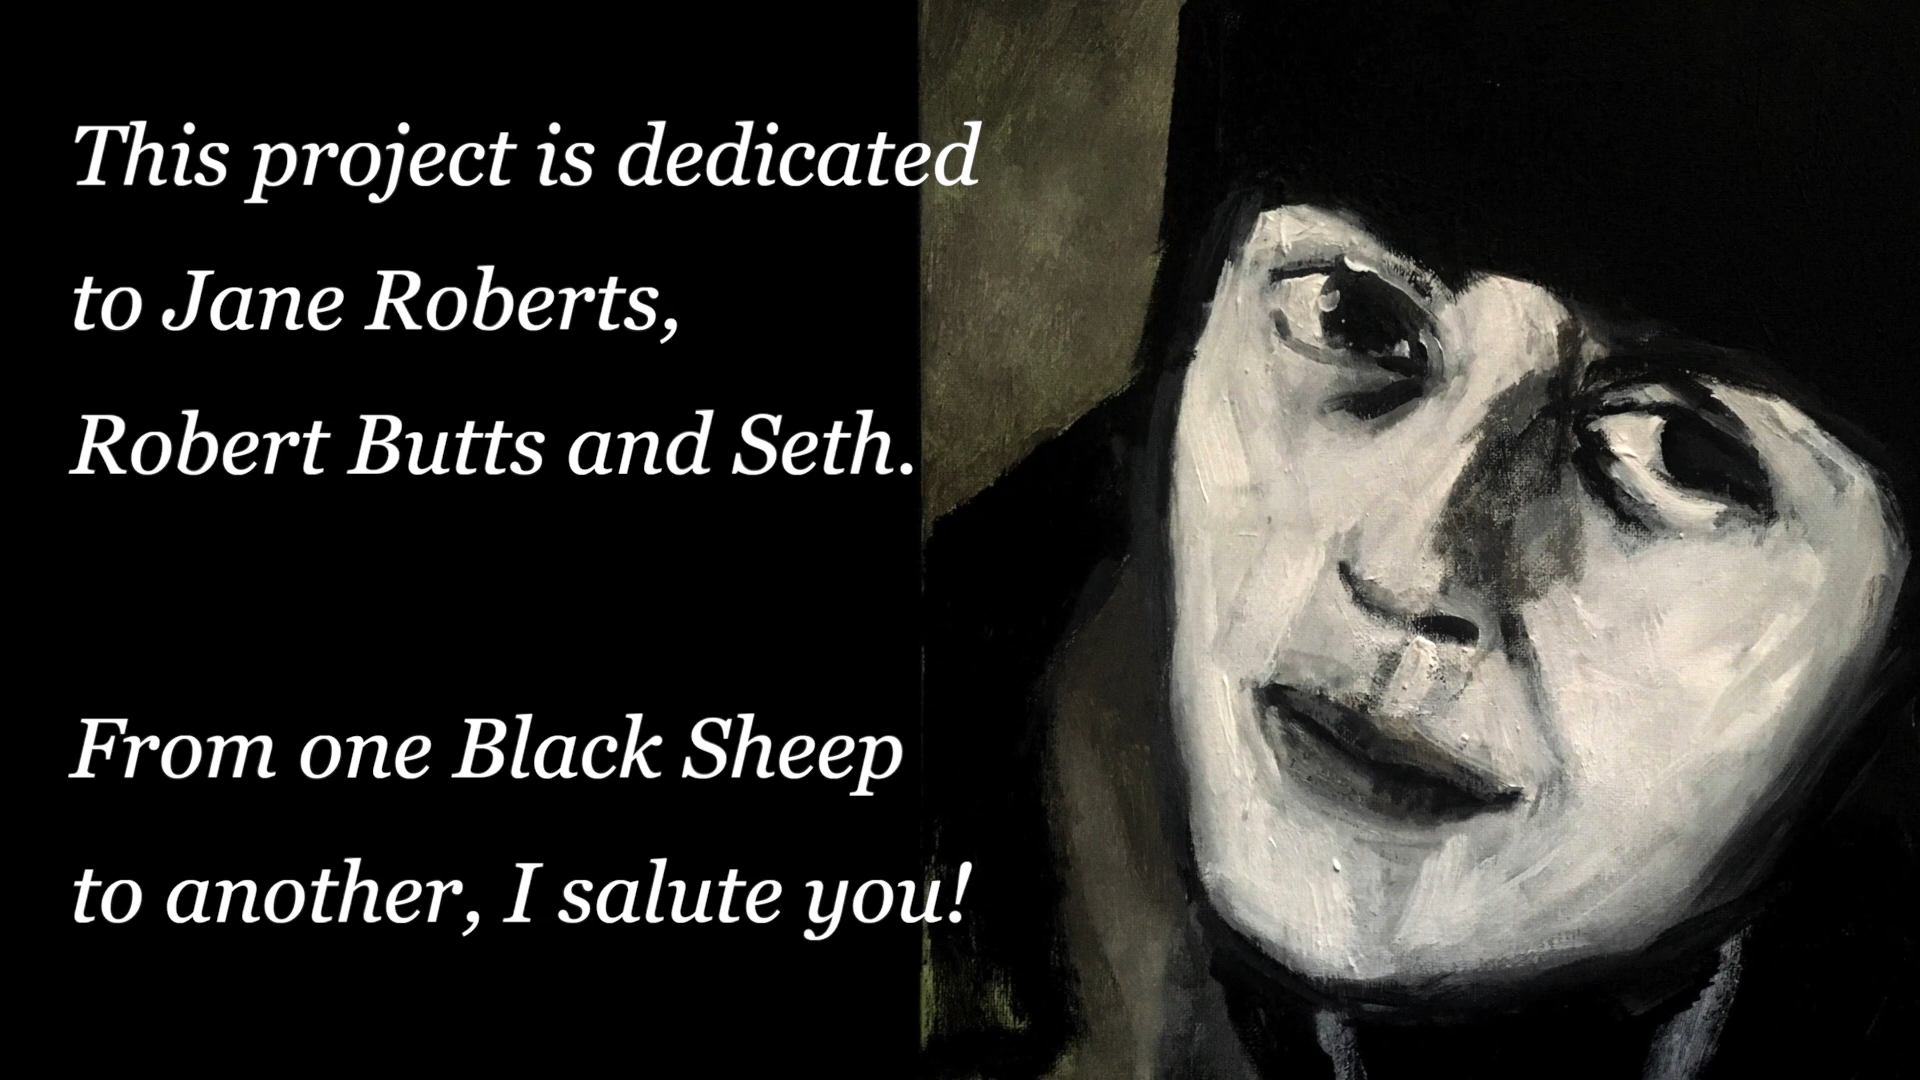 This project is dedicated
to Jane Roberts,
Robert Butts and Seth.
From one Black Sheep
to another, I salute you!